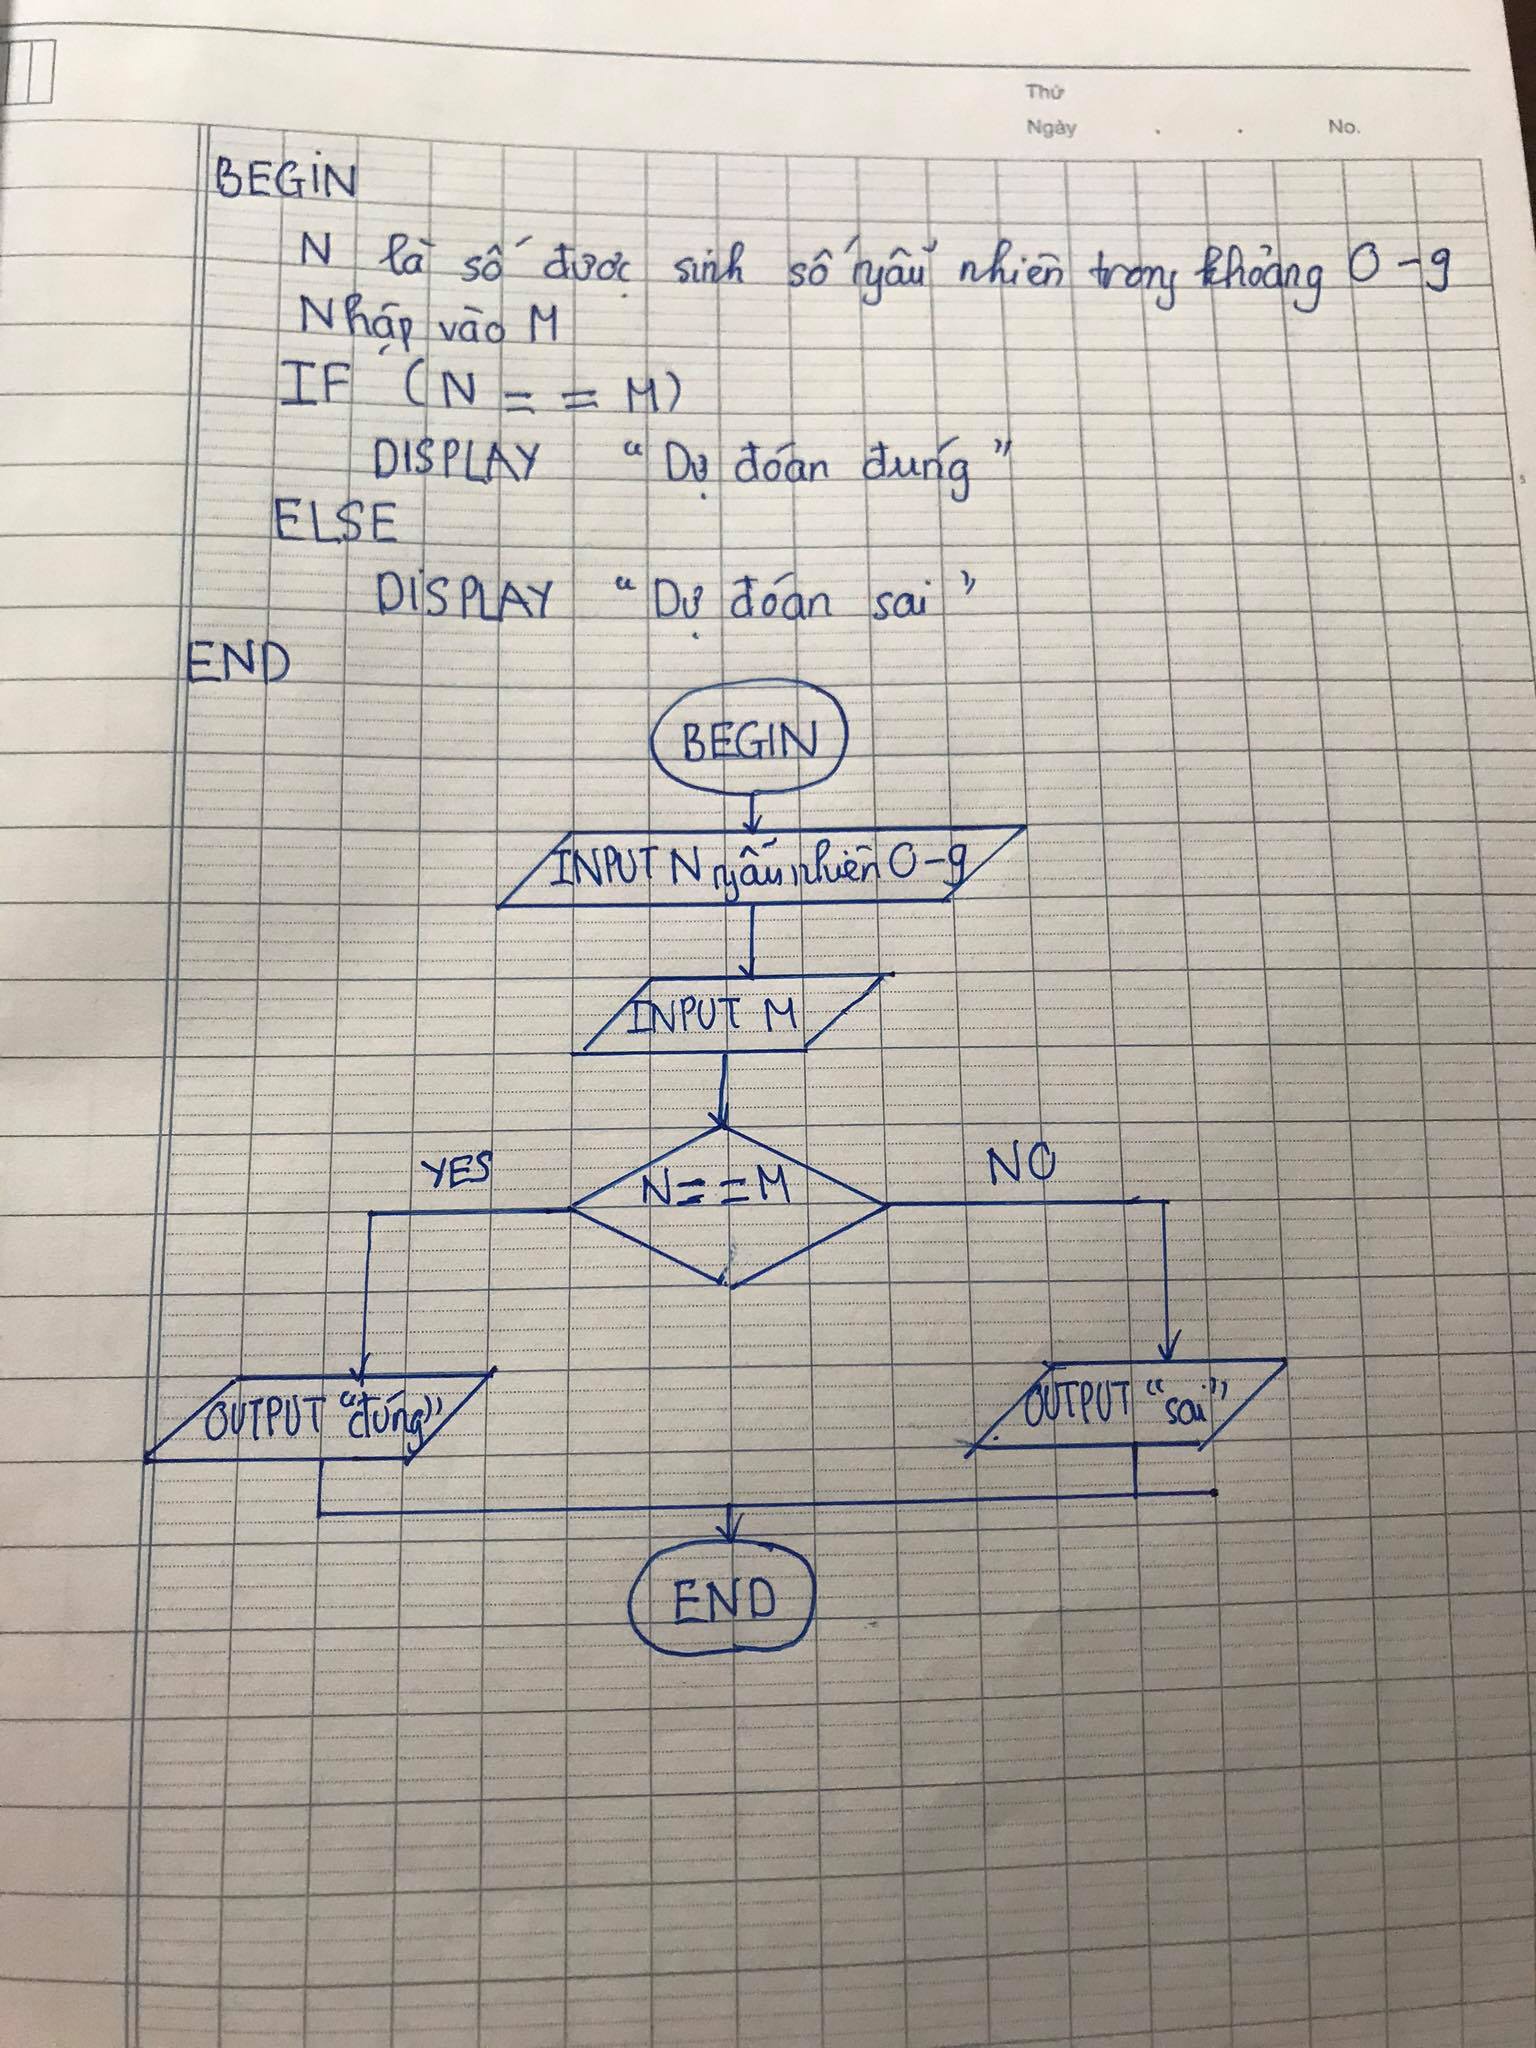 Thứ
Ngày . . No.
BEGIN
N là số được sinh số ngẫu nhiên trong khoảng 0-9
Nhập vào M
IF (N == M)
DISPLAY "Dự đoán đúng"
ELSE
DISPLAY "Dự đoán sai"
END
BEGIN
INPUT N ngẫu nhiên 0-9
INPUT M
YES
N==M
NO
OUTPUT "đúng"
OUTPUT "sai"
END